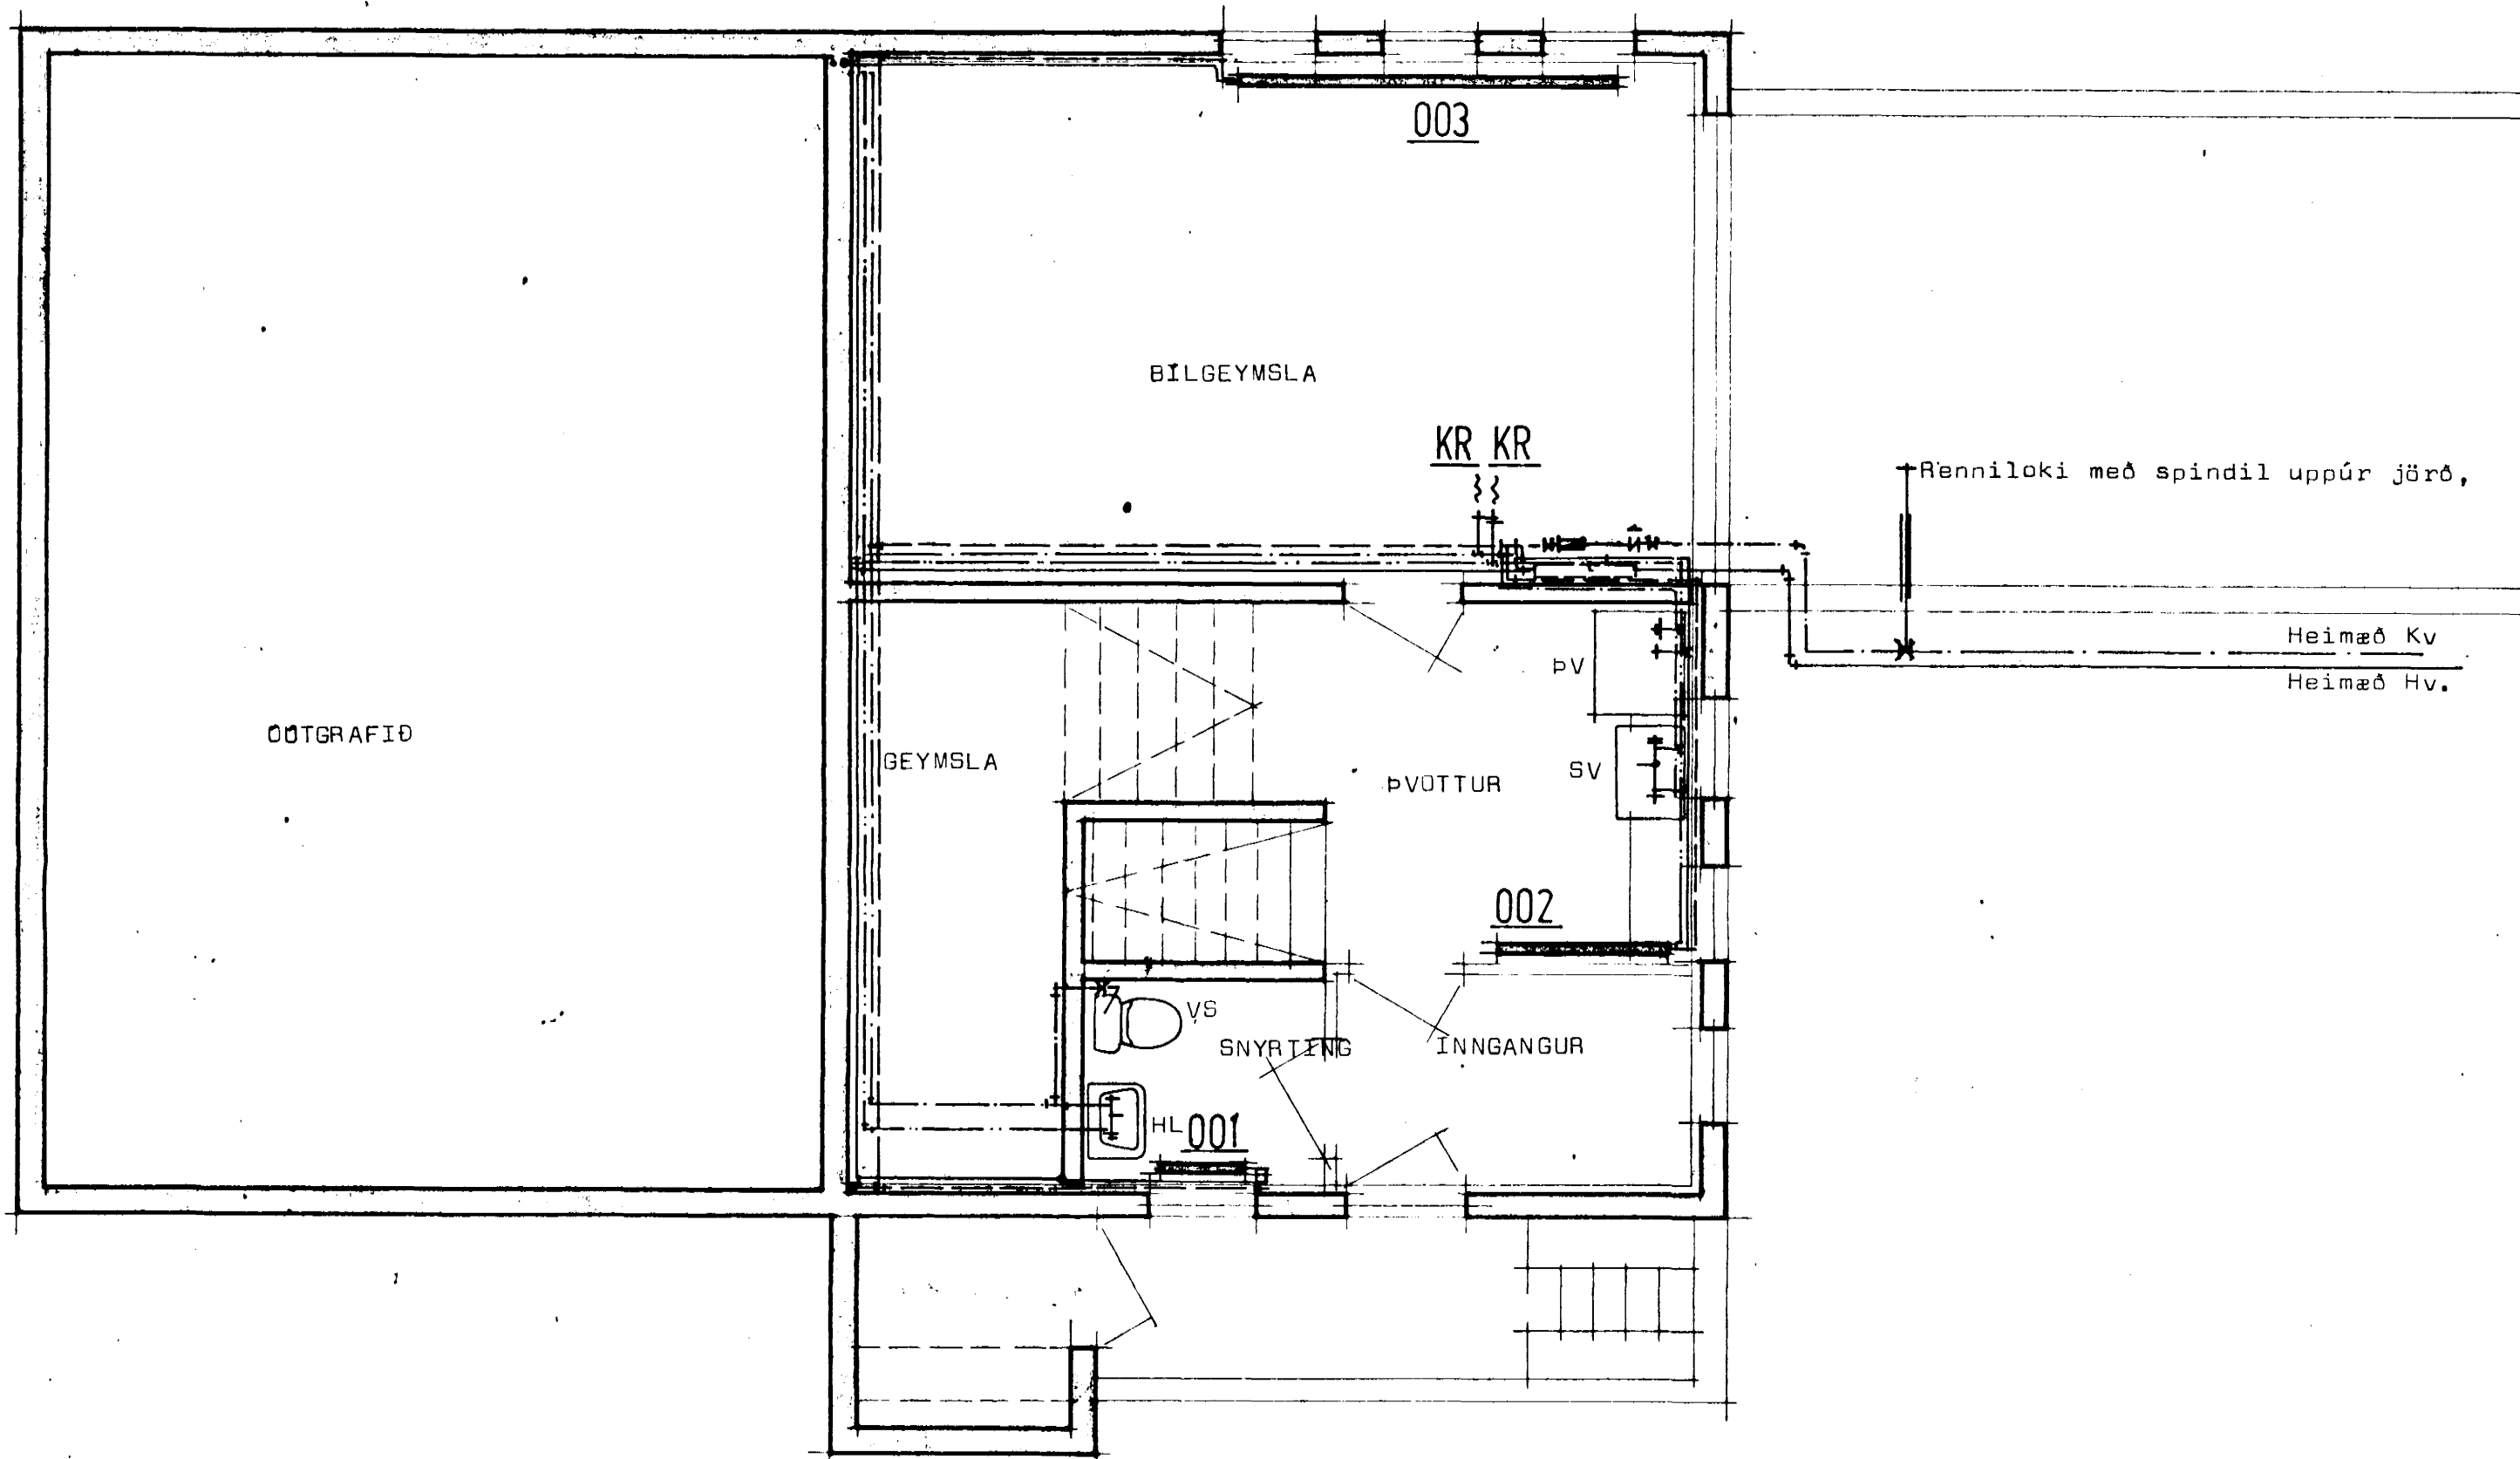 003
BÍLGEYMSLA
KR KR
Renniloki með spindil uppúr jörð,
Heimæð Kv
Heimæð Hv.
ÞV
ÓÚTGRAFIÐ
GEYMSLA
ÞVOTTUR
SV
002
VS
SNYRTING
INNGANGUR
HL
001